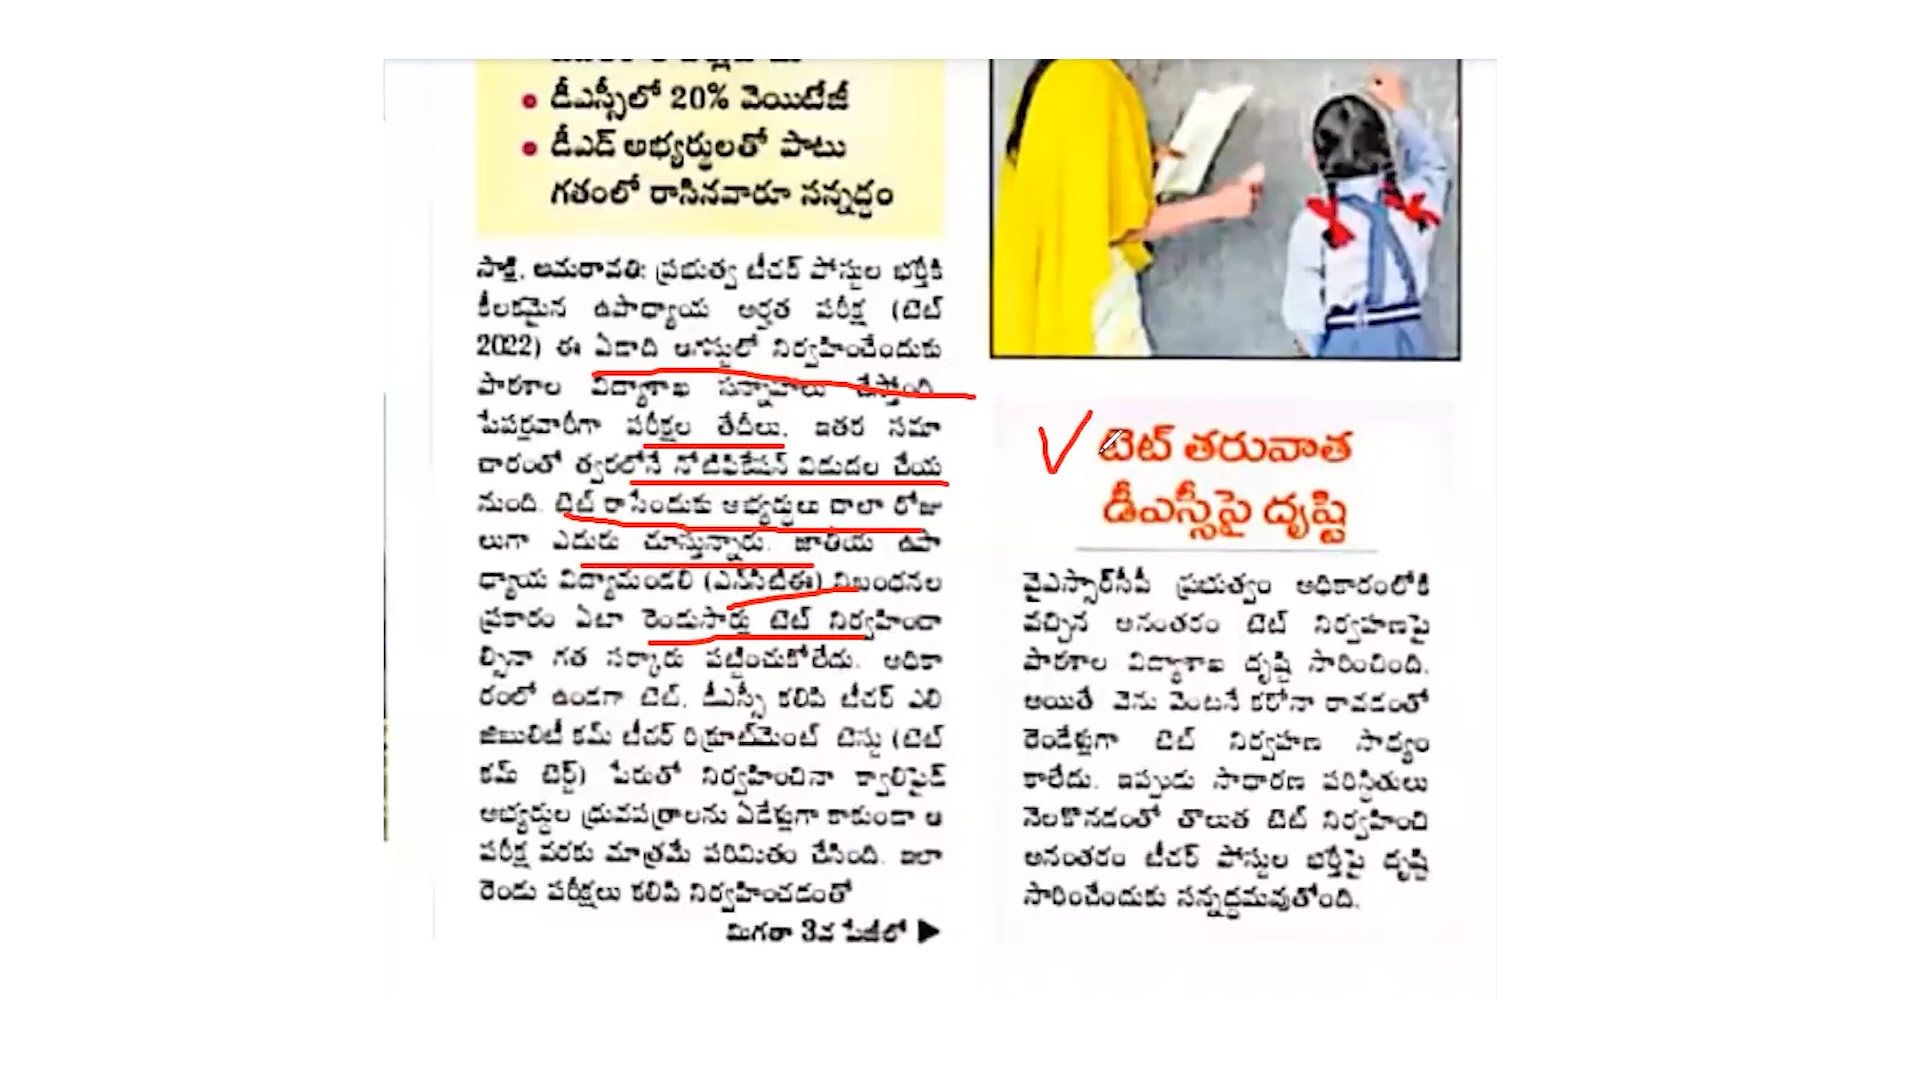 • డీఎస్సీలో 20% వెయిటేజీ
• డీఎడ్ అభ్యర్థులతో పాటు
గతంలో రాసినవారూ సన్నద్ధం
సాక్షి, అమరావతి: ప్రభుత్వ టీచర్ పోస్టుల భర్తీకి
కీలకమైన ఉపాధ్యాయ అర్హత పరీక్ష (టెట్
2022) ఈ ఏడాది ఆగస్టులో నిర్వహించేందుకు
పాఠశాల విద్యాశాఖ సన్నాహాలు చేస్తోంది.
పేపర్లవారీగా పరీక్షల తేదీలు, ఇతర సమా
చారంతో త్వరలోనే నోటిఫికేషన్ విడుదల చేయ
నుంది. టెట్ రాసేందుకు అభ్యర్థులు చాలా రోజు
లుగా ఎదురు చూస్తున్నారు. జాతీయ ఉపా
ధ్యాయ విద్యామండలి (ఎన్‌సీటీఈ) నిబంధనల
ప్రకారం ఏటా రెండుసార్లు టెట్ నిర్వహించా
ల్సినా గత సర్కారు పట్టించుకోలేదు. అధికా
రంలో ఉండగా టెట్, డీఎస్సీ కలిపి టీచర్ ఎలి
జిబులిటీ కమ్ టీచర్ రిక్రూట్‌మెంట్ టెస్టు (టెట్
కమ్ టెర్ట్) పేరుతో నిర్వహించినా క్వాలిఫైడ్
అభ్యర్థుల ధ్రువపత్రాలను ఏడేళ్లుగా కాకుండా ఆ
పరీక్ష వరకు మాత్రమే పరిమితం చేసింది. ఇలా
రెండు పరీక్షలు కలిపి నిర్వహించడంతో
మిగతా 3వ పేజీలో ▶
టెట్ తరువాత
డీఎస్సీపై దృష్టి
వైఎస్సార్‌సీపీ ప్రభుత్వం అధికారంలోకి
వచ్చిన అనంతరం టెట్ నిర్వహణపై
పాఠశాల విద్యాశాఖ దృష్టి సారించింది.
అయితే వెను వెంటనే కరోనా రావడంతో
రెండేళ్లుగా టెట్ నిర్వహణ సాధ్యం
కాలేదు. ఇప్పుడు సాధారణ పరిస్థితులు
నెలకొనడంతో తొలుత టెట్ నిర్వహించి
అనంతరం టీచర్ పోస్టుల భర్తీపై దృష్టి
సారించేందుకు సన్నద్ధమవుతోంది.